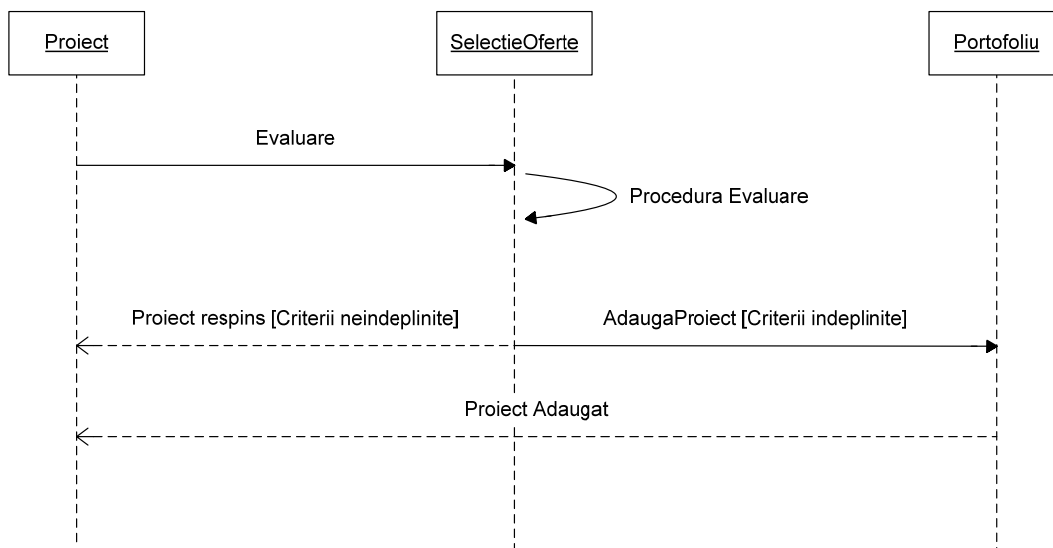 Proiect
SelectieOferte
Portofoliu
Evaluare
Procedura Evaluare
Proiect respins [Criterii neindeplinite]
AdaugaProiect [Criterii indeplinite]
Proiect Adaugat